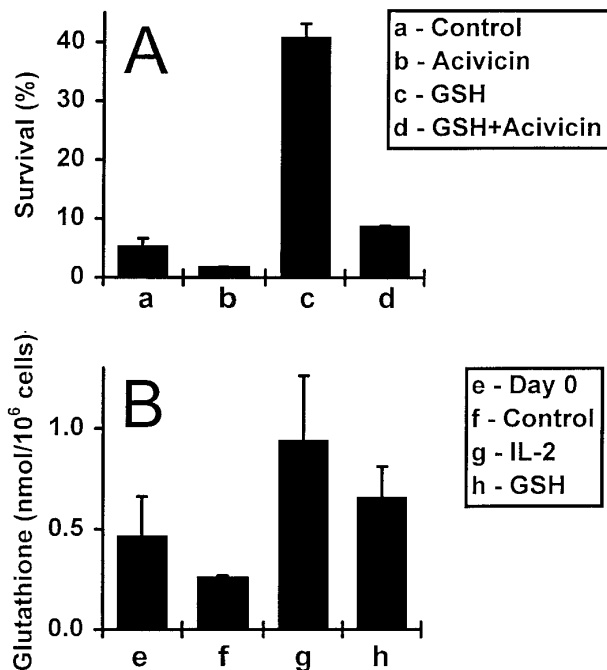 A
Survival (%)
40
30
20
10
0
a b c d
a - Control
b - Acivicin
c - GSH
d - GSH+Acivicin
B
Glutathione (nmol/10⁶ cells)
1.0
0.5
0.0
e f g h
e - Day 0
f - Control
g - IL-2
h - GSH